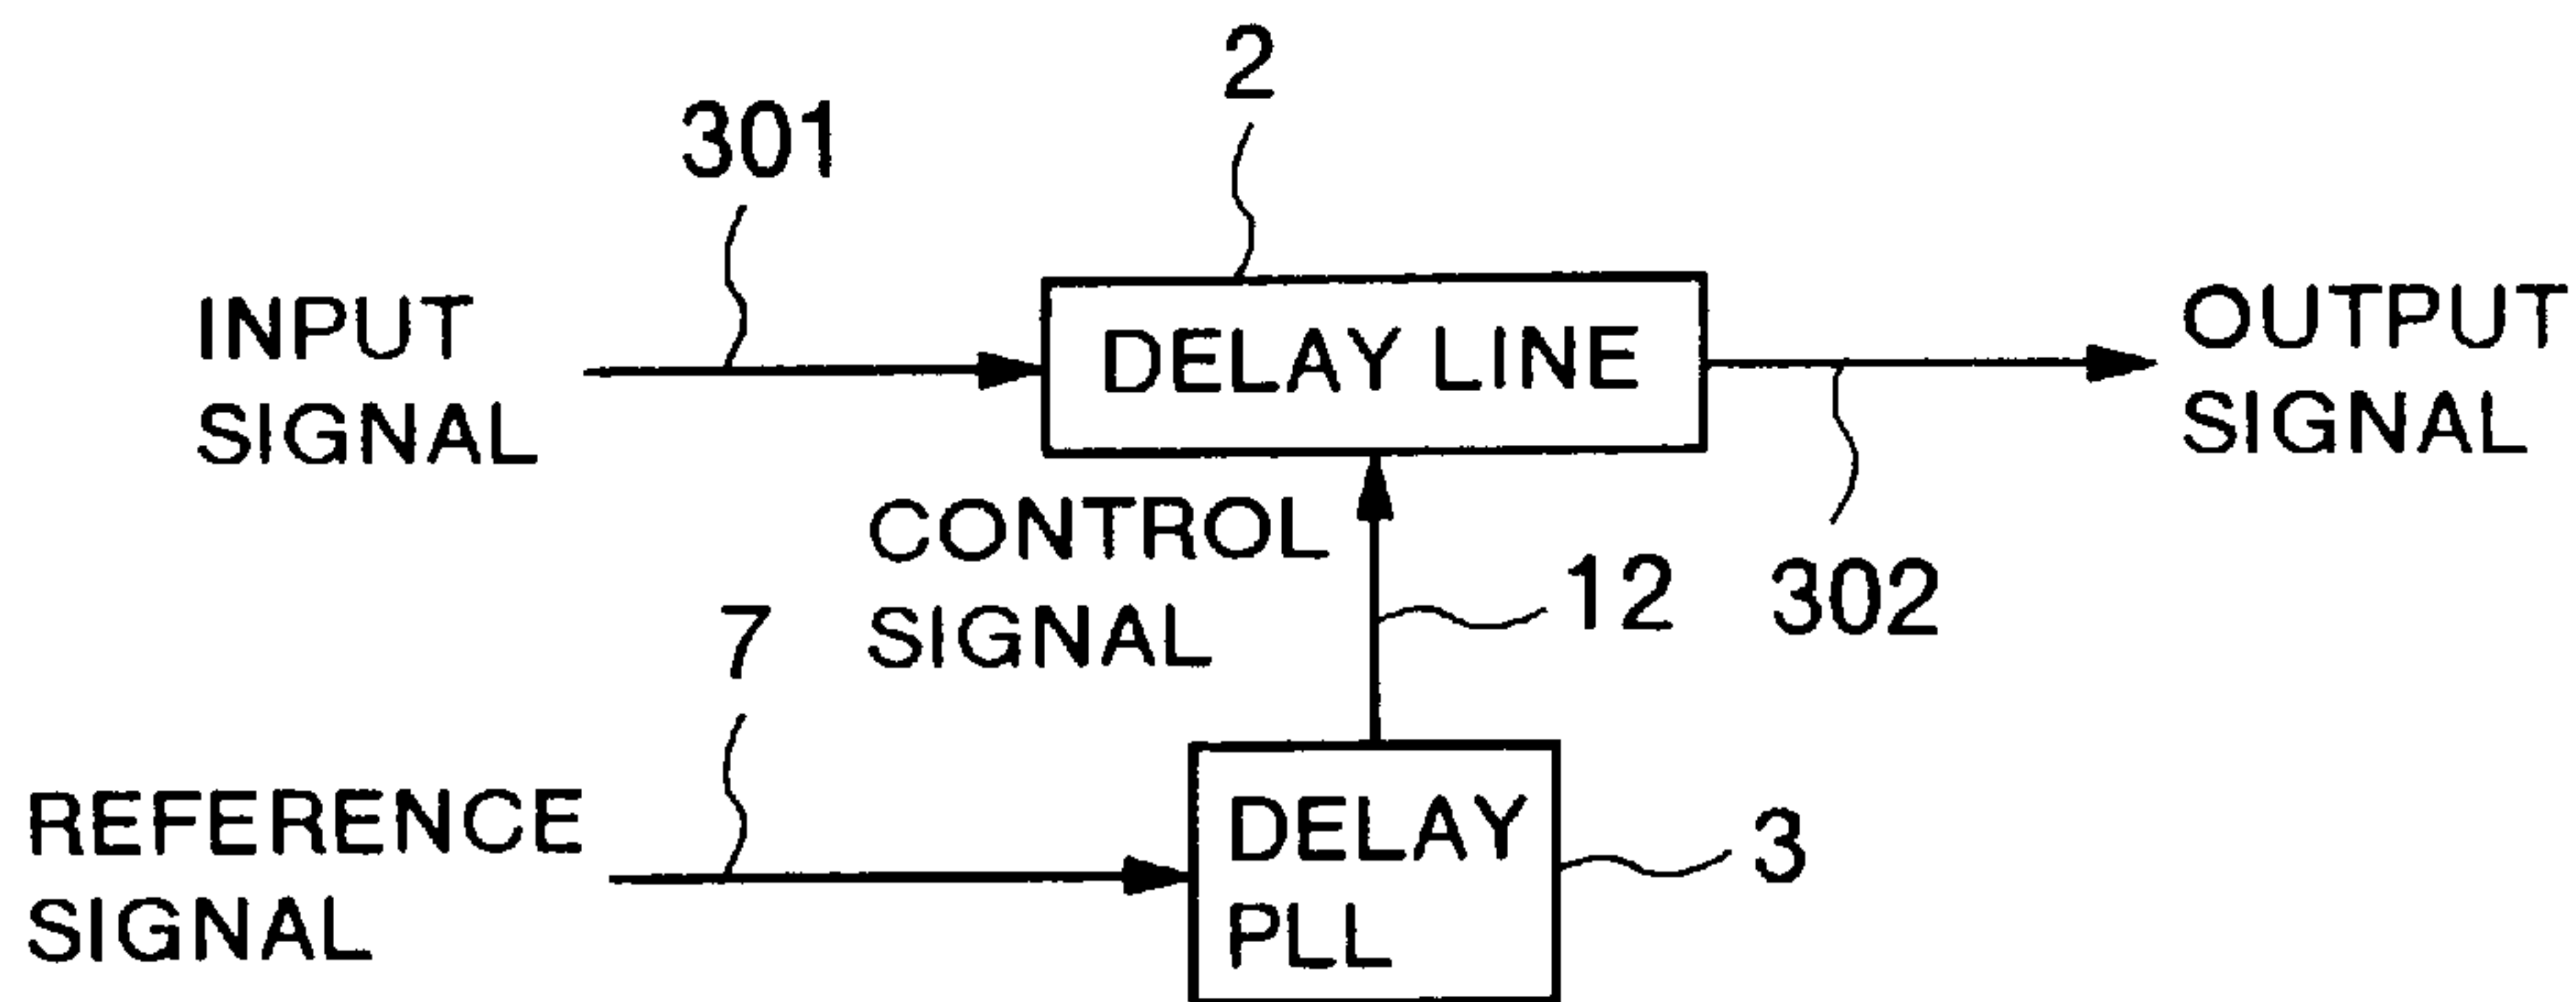 2
301
INPUT
SIGNAL
DELAY LINE
OUTPUT
SIGNAL
CONTROL
SIGNAL
12
302
7
REFERENCE
SIGNAL
DELAY
PLL
3